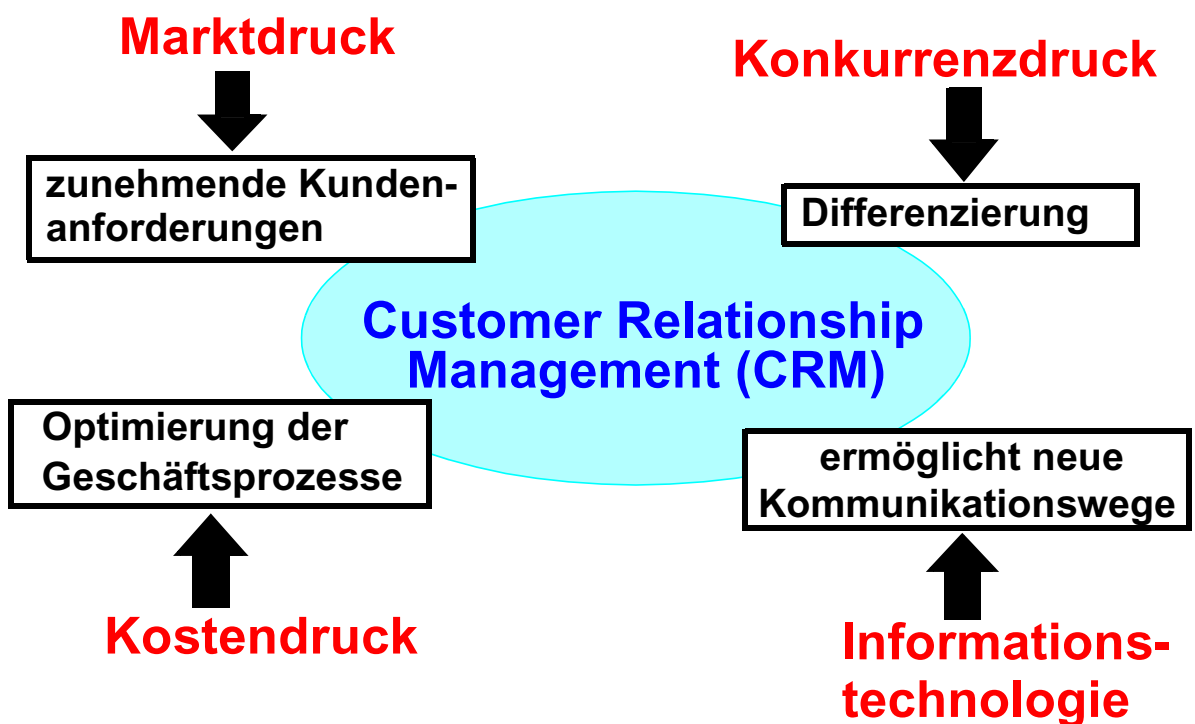 Marktdruck
Konkurrenzdruck
zunehmende Kunden-
anforderungen
Differenzierung
Customer Relationship
Management (CRM)
Optimierung der
Geschäftsprozesse
ermöglicht neue
Kommunikationswege
Kostendruck
Informations-
technologie